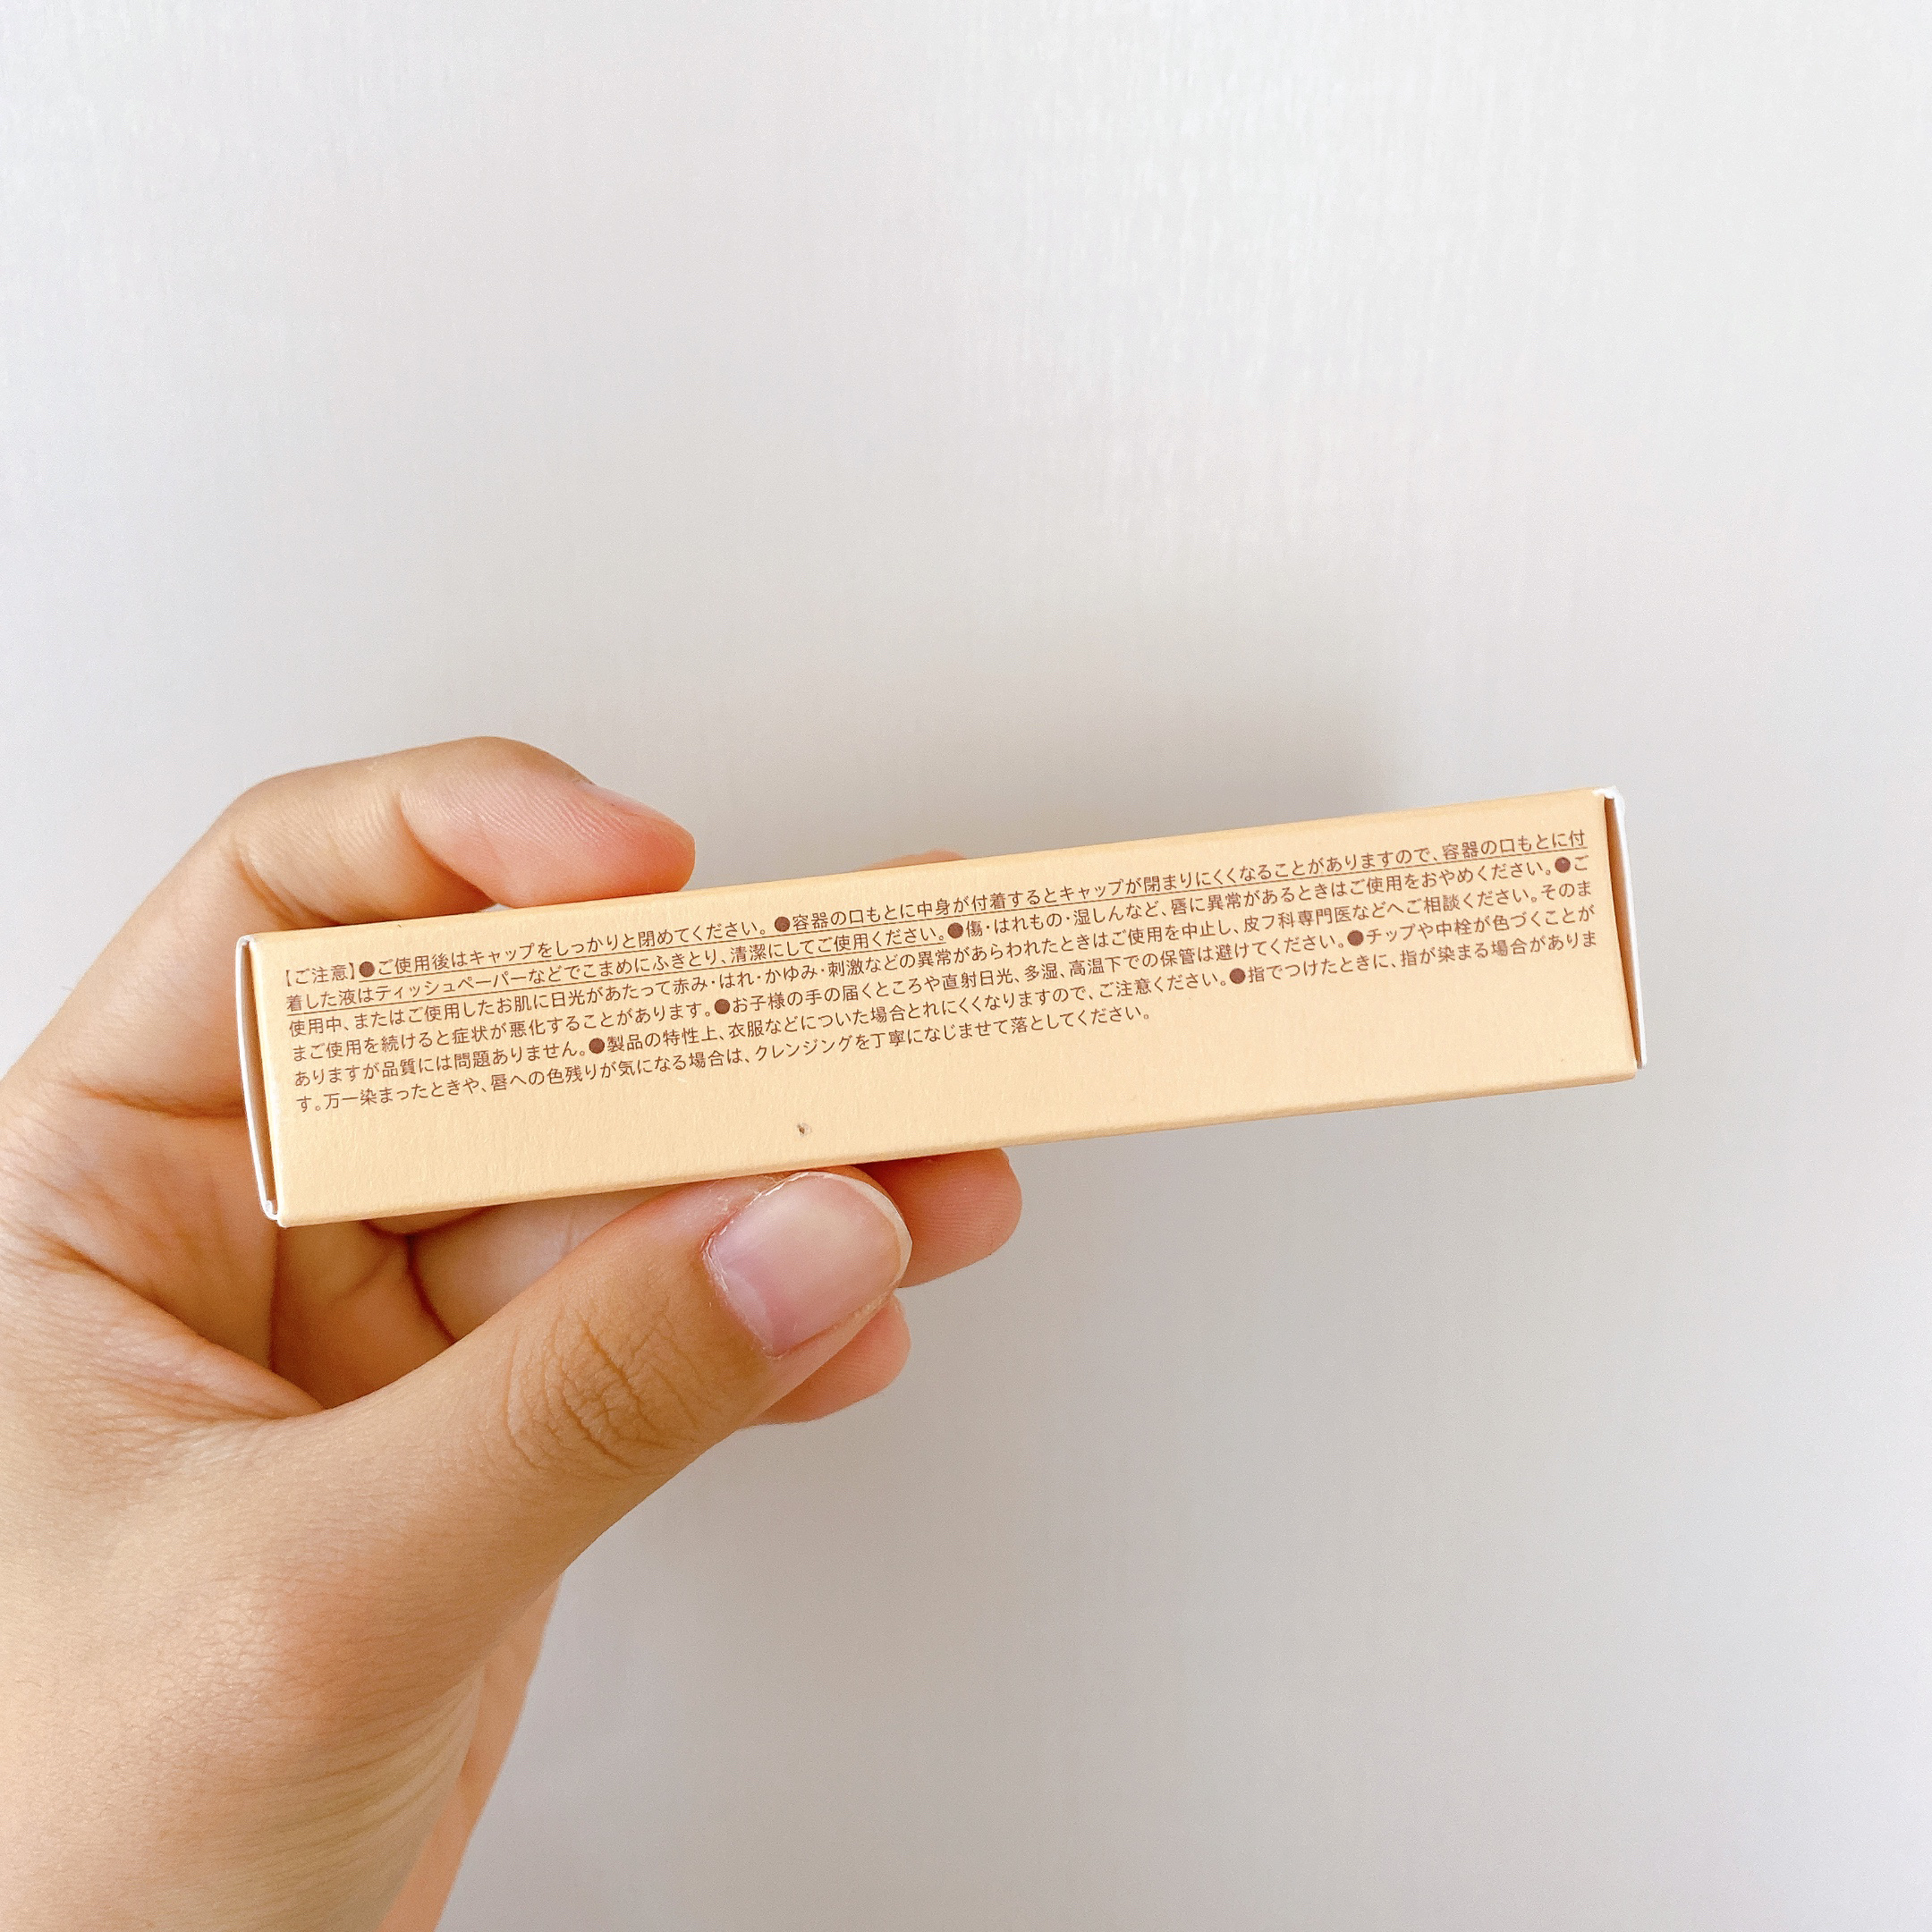 【ご注意】●ご使用後はキャップをしっかりと閉めてください。●容器の口もとに中身が付着するとキャップが閉まりにくくなることがありますので、容器の口もとに付
着した液はティッシュペーパーなどでこまめにふきとり、清潔にしてご使用ください。●傷・はれもの・湿しんなど、唇に異常があるときはご使用をおやめください。●ご
使用中、またはご使用したお肌に日光があたって赤み・はれ・かゆみ・刺激などの異常があらわれたときはご使用を中止し、皮フ科専門医などへご相談ください。そのま
まご使用を続けると症状が悪化することがあります。●お子様の手の届くところや直射日光、多湿、高温下での保管は避けてください。●チップや中栓が色づくことが
ありますが品質には問題ありません。●製品の特性上、衣服などについた場合とれにくくなりますので、ご注意ください。●指でつけたときに、指が染まる場合がありま
す。万一染まったときや、唇への色残りが気になる場合は、クレンジングを丁寧になじませて落としてください。